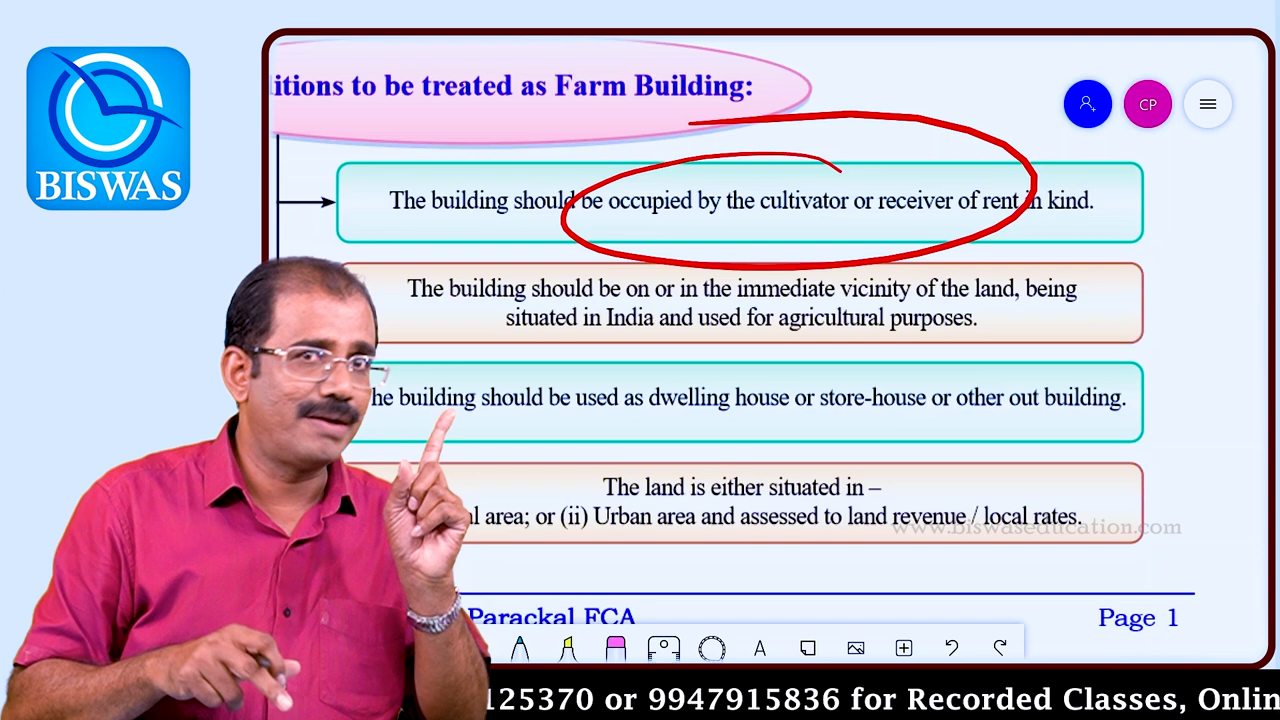 BISWAS
itions to be treated as Farm Building:
CP
The building should be occupied by the cultivator or receiver of rent in kind.
The building should be on or in the immediate vicinity of the land, being
situated in India and used for agricultural purposes.
he building should be used as dwelling house or store-house or other out building.
The land is either situated in –
l area; or (ii) Urban area and assessed to land revenue / local rates.
www.biswaseducation.com
Parackal FCA
Page 1
A
125370 or 9947915836 for Recorded Classes, Onlin